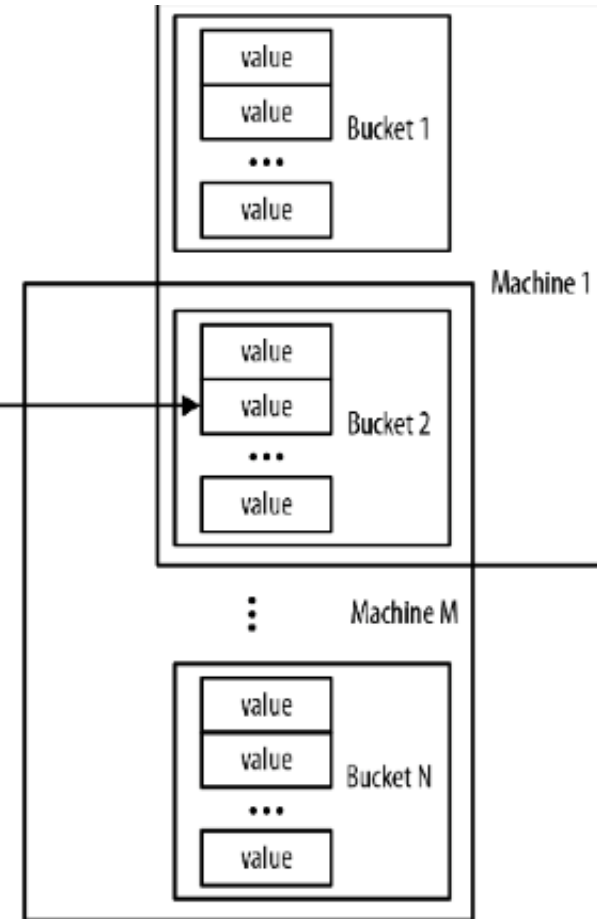 value
value
Bucket 1
•••
value
Machine 1
value
value
Bucket 2
•••
value
Machine M
value
value
Bucket N
•••
value